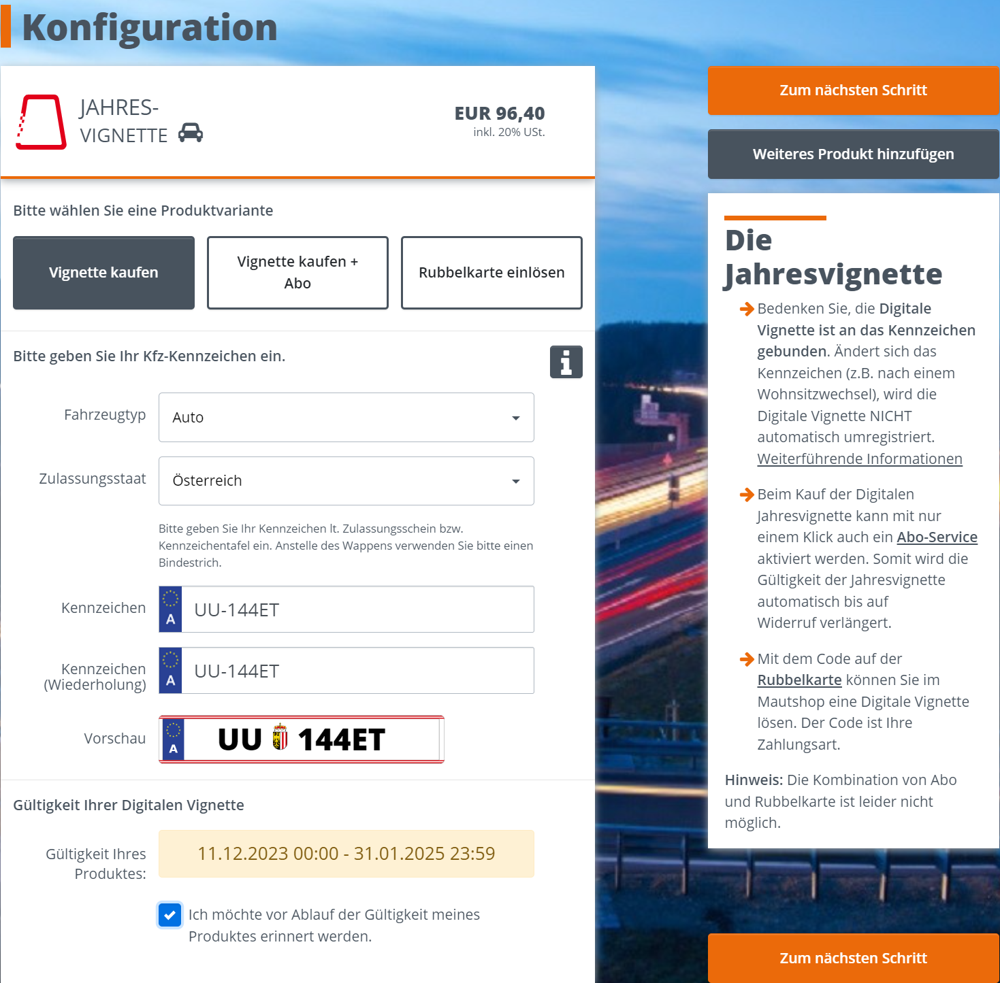 Konfiguration
JAHRES-
VIGNETTE
EUR 96,40
inkl. 20% USt.
Bitte wählen Sie eine Produktvariante
Vignette kaufen
Vignette kaufen +
Abo
Rubbelkarte einlösen
Bitte geben Sie Ihr Kfz-Kennzeichen ein.
i
Fahrzeugtyp
Auto
Zulassungsstaat
Österreich
Bitte geben Sie Ihr Kennzeichen lt. Zulassungsschein bzw.
Kennzeichentafel ein. Anstelle des Wappens verwenden Sie bitte einen
Bindestrich.
Kennzeichen
A
UU-144ET
Kennzeichen
(Wiederholung)
A
UU-144ET
Vorschau
A
UU 144ET
Gültigkeit Ihrer Digitalen Vignette
Gültigkeit Ihres
Produktes:
11.12.2023 00:00 - 31.01.2025 23:59
Ich möchte vor Ablauf der Gültigkeit meines
Produktes erinnert werden.
Zum nächsten Schritt
Weiteres Produkt hinzufügen
Die
Jahresvignette
Bedenken Sie, die Digitale
Vignette ist an das Kennzeichen
gebunden. Ändert sich das
Kennzeichen (z.B. nach einem
Wohnsitzwechsel), wird die
Digitale Vignette NICHT
automatisch umregistriert.
Weiterführende Informationen
Beim Kauf der Digitalen
Jahresvignette kann mit nur
einem Klick auch ein Abo-Service
aktiviert werden. Somit wird die
Gültigkeit der Jahresvignette
automatisch bis auf
Widerruf verlängert.
Mit dem Code auf der
Rubbelkarte können Sie im
Mautshop eine Digitale Vignette
lösen. Der Code ist Ihre
Zahlungsart.
Hinweis: Die Kombination von Abo
und Rubbelkarte ist leider nicht
möglich.
Zum nächsten Schritt